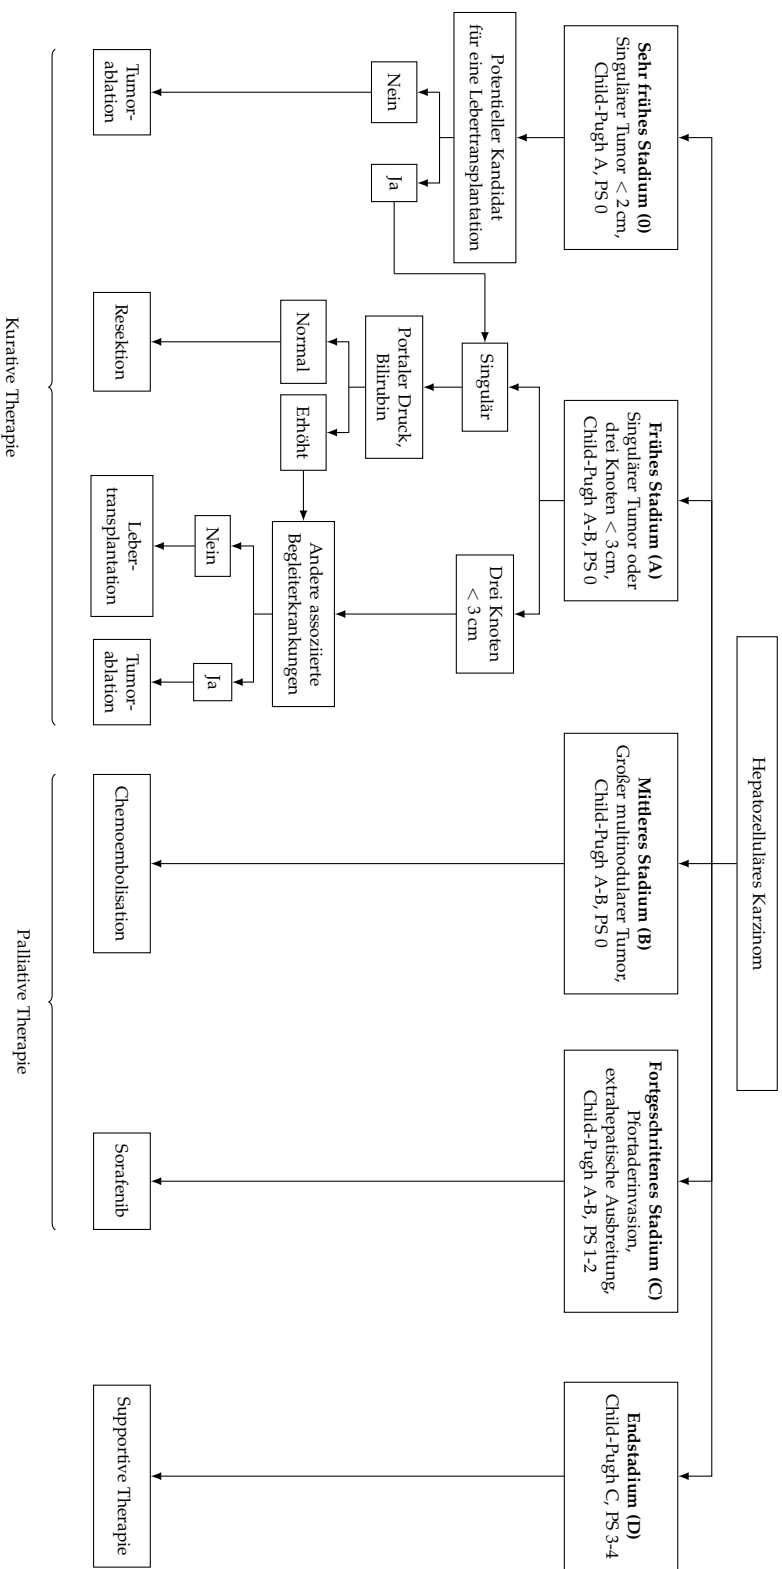 Hepatozelluläres Karzinom
Sehr frühes Stadium (0)
Singulärer Tumor < 2 cm,
Child-Pugh A, PS 0
Frühes Stadium (A)
Singulärer Tumor oder
drei Knoten < 3 cm,
Child-Pugh A-B, PS 0
Mittleres Stadium (B)
Großer multinodularer Tumor,
Child-Pugh A-B, PS 0
Fortgeschrittenes Stadium (C)
Pfortaderinvasion,
extrahepatische Ausbreitung,
Child-Pugh A-B, PS 1-2
Endstadium (D)
Child-Pugh C, PS 3-4
Potentieller Kandidat
für eine Lebertransplantation
Singulär
Drei Knoten
< 3 cm
Nein
Ja
Portaler Druck,
Bilirubin
Normal
Erhöht
Andere assoziierte
Begleiterkrankungen
Nein
Ja
Tumor-
ablation
Resektion
Leber-
transplantation
Tumor-
ablation
Chemoembolisation
Sorafenib
Supportive Therapie
Kurative Therapie
Palliative Therapie